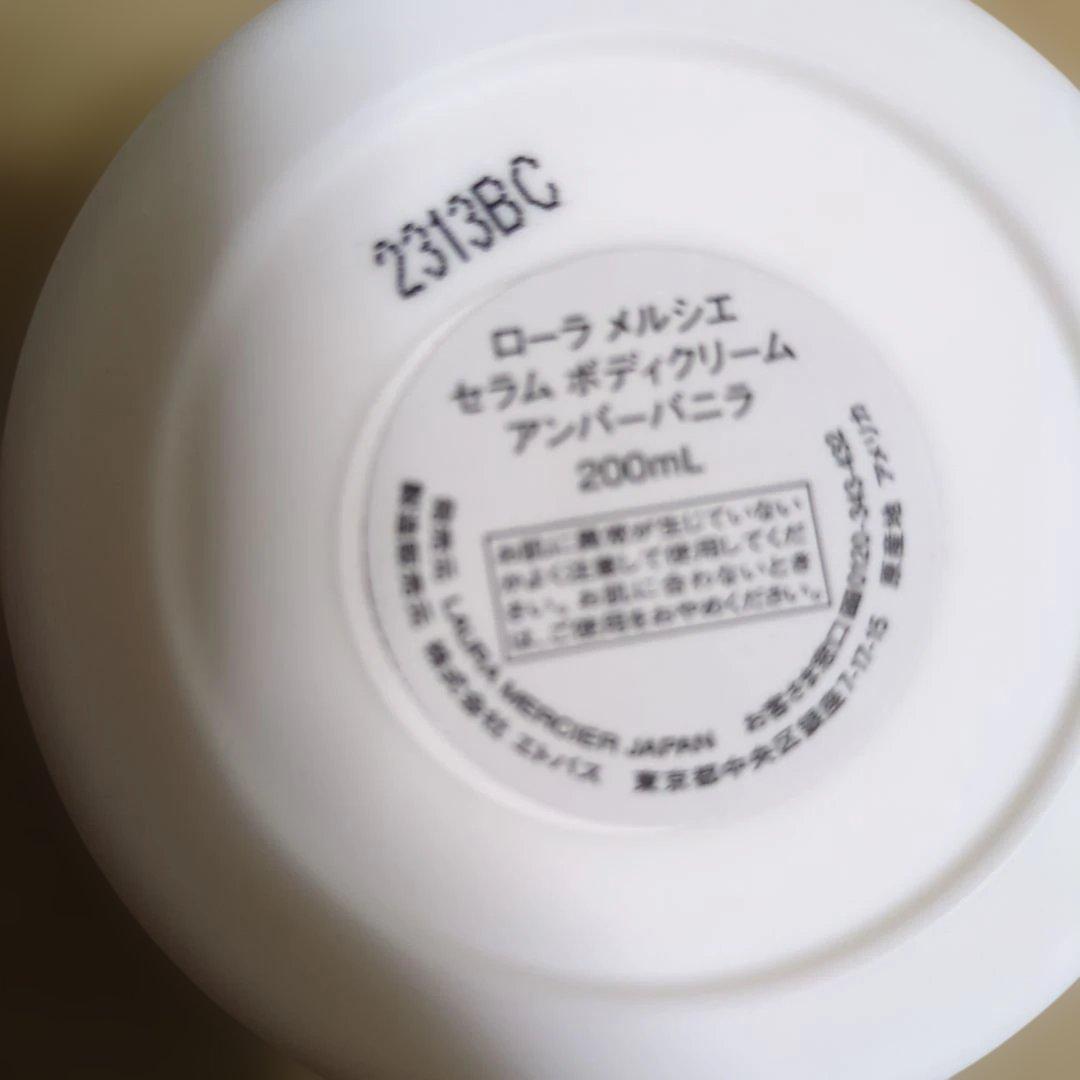 2313BC
ローラ メルシエ
セラム ボディクリーム
アンバーバニラ
200mL
お肌に異常が生じていない
かよく注意して使用してくだ
さい。お肌に合わないとき
は、ご使用をおやめください。
発売元 LAURA MERCIER JAPAN お客さま窓口 0120-343-432
製造販売元 株式会社 エトバス 東京都中央区銀座7-17-15 原産国 アメリカ